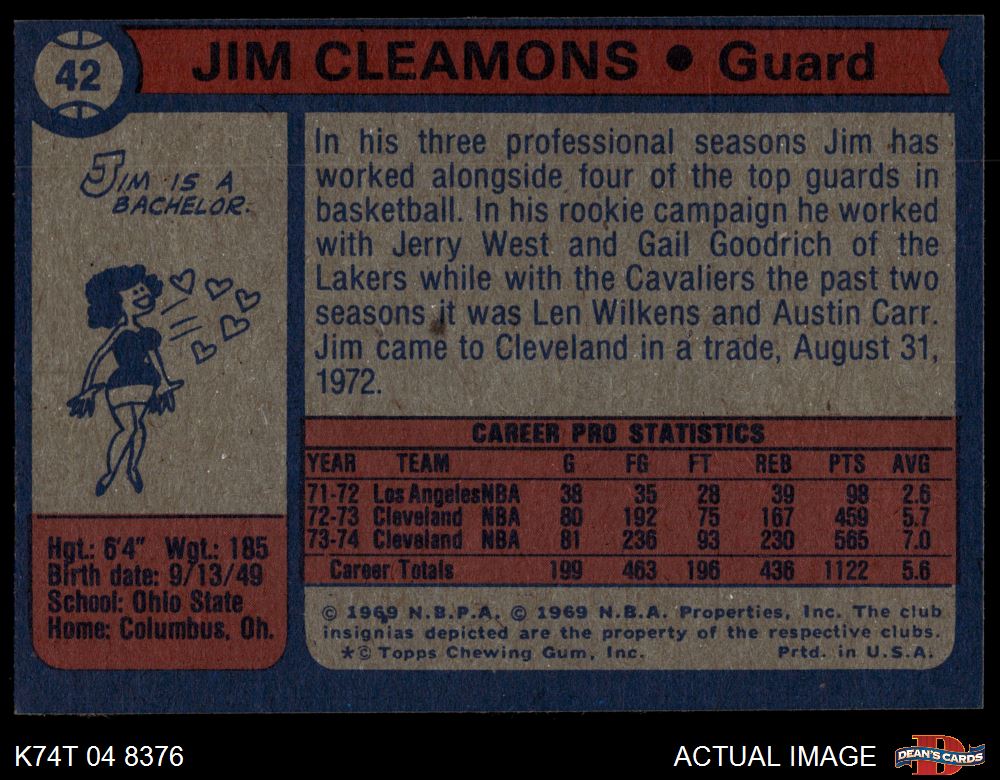 42
JIM CLEAMONS ● Guard
JIM IS A
BACHELOR.
In his three professional seasons Jim has
worked alongside four of the top guards in
basketball. In his rookie campaign he worked
with Jerry West and Gail Goodrich of the
Lakers while with the Cavaliers the past two
seasons it was Len Wilkens and Austin Carr.
Jim came to Cleveland in a trade, August 31,
1972.
CAREER PRO STATISTICS
YEAR TEAM G FG FT REB PTS AVG
71-72 Los Angeles NBA 38 35 28 39 98 2.6
72-73 Cleveland NBA 80 192 75 167 459 5.7
73-74 Cleveland NBA 81 236 93 230 565 7.0
Career Totals 199 463 196 436 1122 5.6
Hgt.: 6'4" Wgt.: 185
Birth date: 9/13/49
School: Ohio State
Home: Columbus, Oh.
© 1969 N.B.P.A. © 1969 N.B.A. Properties, Inc. The club
insignias depicted are the property of the respective clubs.
*© Topps Chewing Gum, Inc. Prtd. in U.S.A.
K74T 04 8376 ACTUAL IMAGE
D
DEAN'S CARDS